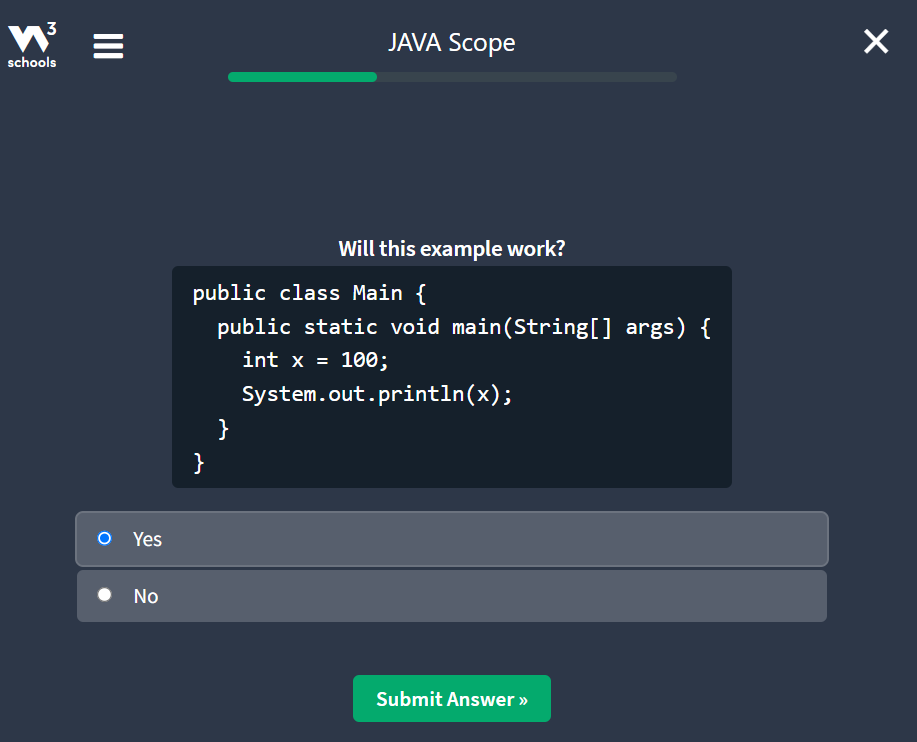 3
schools
JAVA Scope
Will this example work?
public class Main {
  public static void main(String[] args) {
    int x = 100;
    System.out.println(x);
  }
}
Yes
No
Submit Answer »